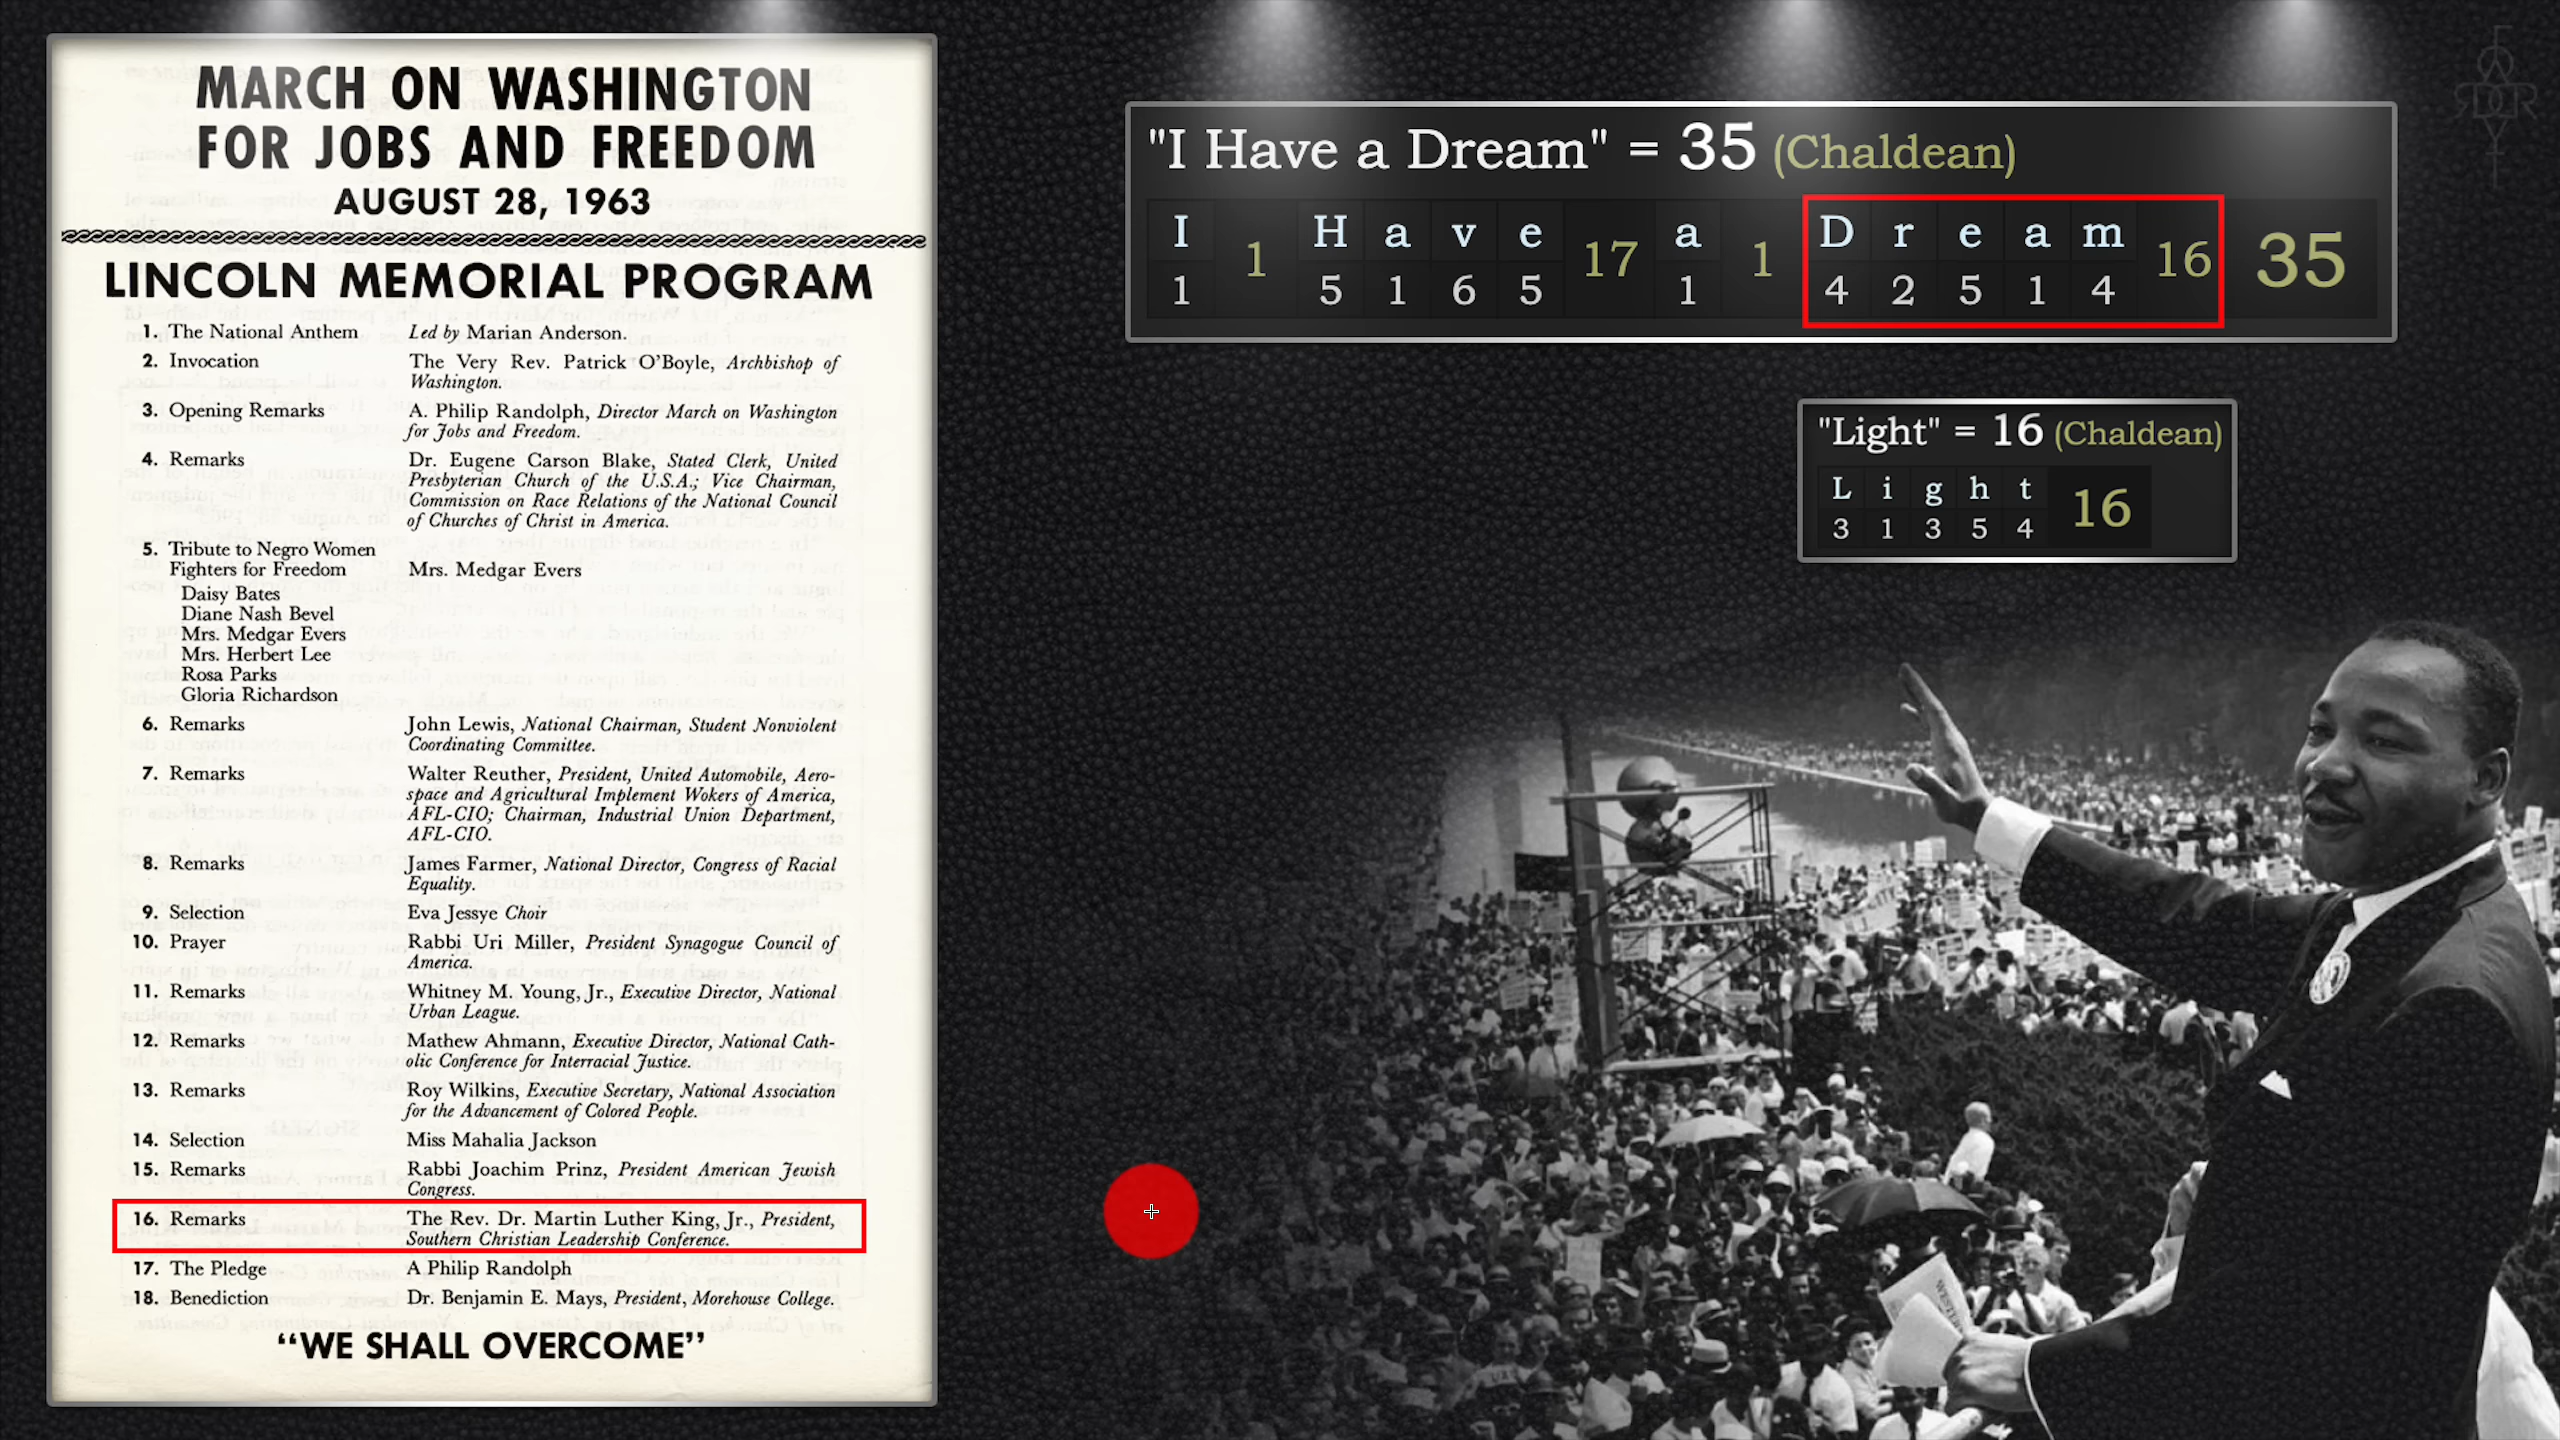 MARCH ON WASHINGTON
FOR JOBS AND FREEDOM
AUGUST 28, 1963
LINCOLN MEMORIAL PROGRAM
1. The National Anthem Led by Marian Anderson.
2. Invocation The Very Rev. Patrick O'Boyle, Archbishop of
Washington.
3. Opening Remarks A. Philip Randolph, Director March on Washington
for Jobs and Freedom.
4. Remarks Dr. Eugene Carson Blake, Stated Clerk, United
Presbyterian Church of the U.S.A.; Vice Chairman,
Commission on Race Relations of the National Council
of Churches of Christ in America.
5. Tribute to Negro Women
Fighters for Freedom Mrs. Medgar Evers
Daisy Bates
Diane Nash Bevel
Mrs. Medgar Evers
Mrs. Herbert Lee
Rosa Parks
Gloria Richardson
6. Remarks John Lewis, National Chairman, Student Nonviolent
Coordinating Committee.
7. Remarks Walter Reuther, President, United Automobile, Aero-
space and Agricultural Implement Wokers of America,
AFL-CIO; Chairman, Industrial Union Department,
AFL-CIO.
8. Remarks James Farmer, National Director, Congress of Racial
Equality.
9. Selection Eva Jessye Choir
10. Prayer Rabbi Uri Miller, President Synagogue Council of
America.
11. Remarks Whitney M. Young, Jr., Executive Director, National
Urban League.
12. Remarks Mathew Ahmann, Executive Director, National Cath-
olic Conference for Interracial Justice.
13. Remarks Roy Wilkins, Executive Secretary, National Association
for the Advancement of Colored People.
14. Selection Miss Mahalia Jackson
15. Remarks Rabbi Joachim Prinz, President American Jewish
Congress.
16. Remarks The Rev. Dr. Martin Luther King, Jr., President,
Southern Christian Leadership Conference.
17. The Pledge A Philip Randolph
18. Benediction Dr. Benjamin E. Mays, President, Morehouse College.
“WE SHALL OVERCOME”
"I Have a Dream" = 35 (Chaldean)
I 1 H a v e 17 a 1 D r e a m 16 35
1 5 1 6 5 1 4 2 5 1 4
"Light" = 16 (Chaldean)
L i g h t 16
3 1 3 5 4